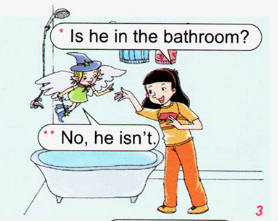 * Is he in the bathroom?
** No, he isn't.
3